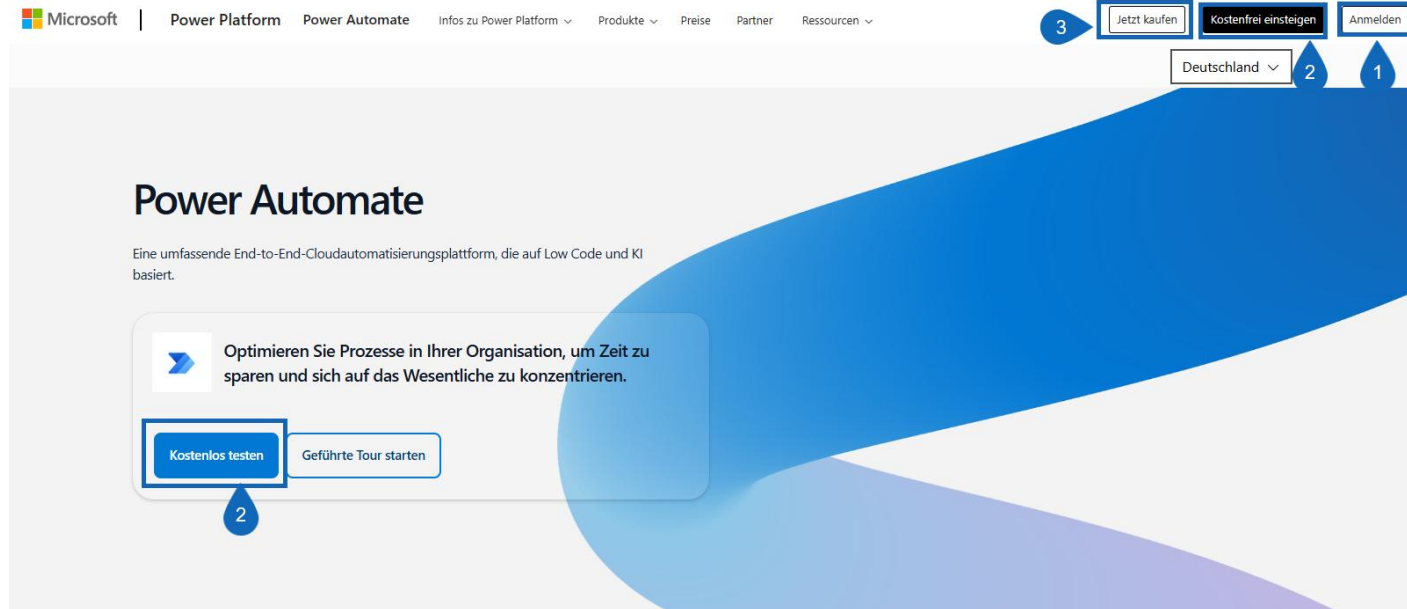 Microsoft Power Platform Power Automate Infos zu Power Platform Produkte Preise Partner Ressourcen 3 Jetzt kaufen Kostenfrei einsteigen Anmelden
Deutschland 2 1
Power Automate
Eine umfassende End-to-End-Cloudautomatisierungsplattform, die auf Low Code und KI
basiert.
Optimieren Sie Prozesse in Ihrer Organisation, um Zeit zu
sparen und sich auf das Wesentliche zu konzentrieren.
Kostenlos testen Geführte Tour starten
2